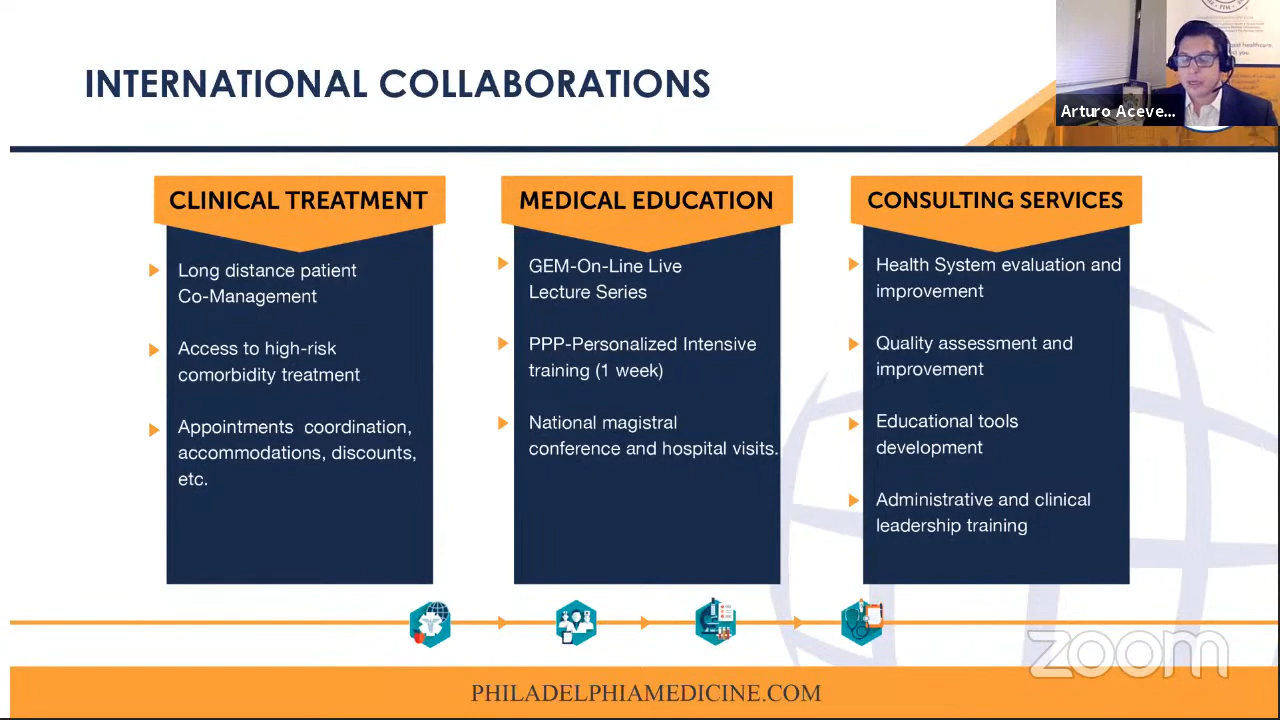 INTERNATIONAL COLLABORATIONS
Arturo Aceve...
CLINICAL TREATMENT
Long distance patient
Co-Management
Access to high-risk
comorbidity treatment
Appointments coordination,
accommodations, discounts,
etc.
MEDICAL EDUCATION
GEM-On-Line Live
Lecture Series
PPP-Personalized Intensive
training (1 week)
National magistral
conference and hospital visits.
CONSULTING SERVICES
Health System evaluation and
improvement
Quality assessment and
improvement
Educational tools
development
Administrative and clinical
leadership training
zoom
PHILADELPHIAMEDICINE.COM